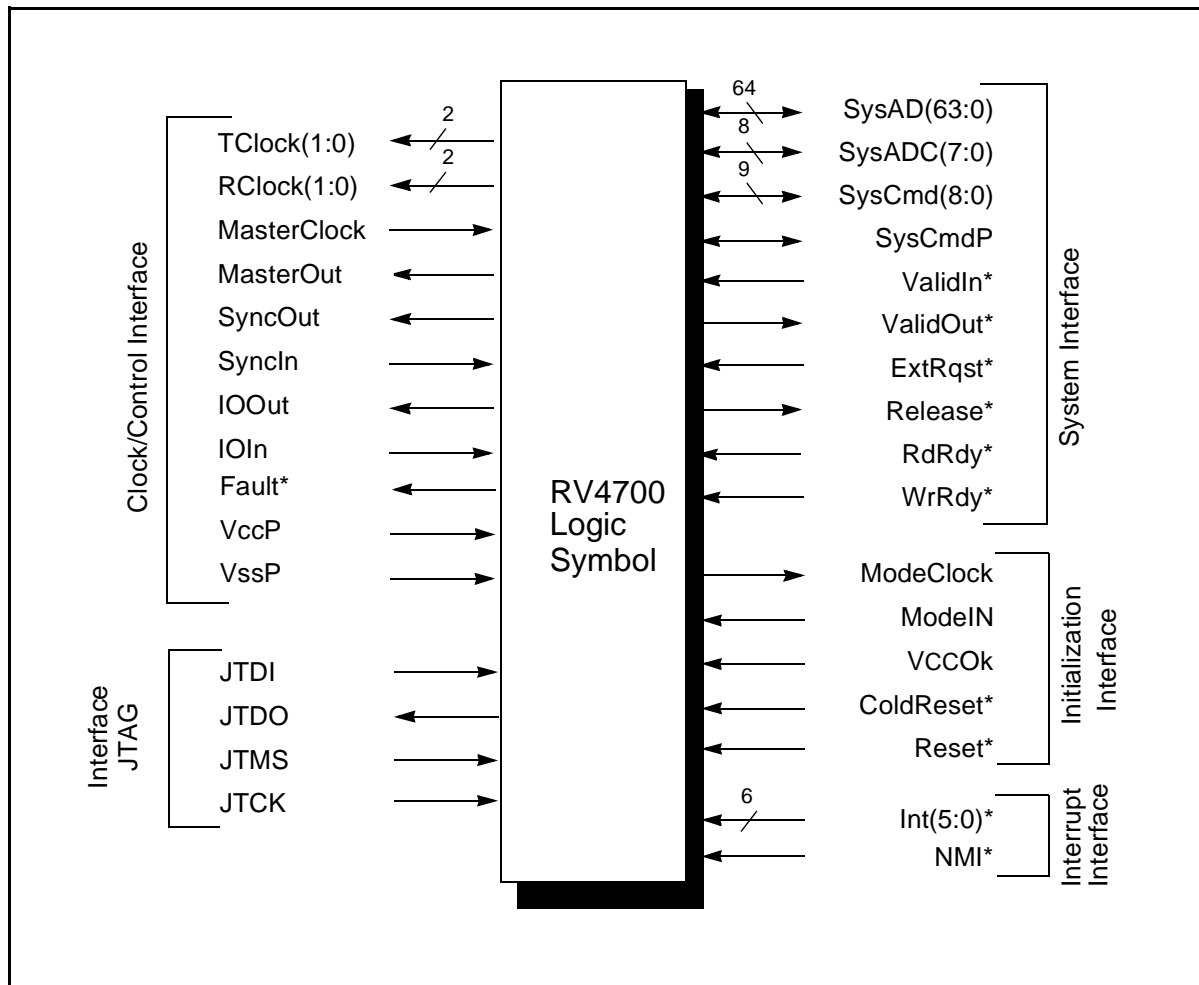 Clock/Control Interface
TClock(1:0)
2
RClock(1:0)
2
MasterClock
MasterOut
SyncOut
SyncIn
IOOut
IOIn
Fault*
VccP
VssP
Interface
JTAG
JTDI
JTDO
JTMS
JTCK
RV4700
Logic
Symbol
64
SysAD(63:0)
8
SysADC(7:0)
9
SysCmd(8:0)
SysCmdP
ValidIn*
ValidOut*
ExtRqst*
Release*
RdRdy*
WrRdy*
System Interface
ModeClock
ModeIN
VCCOk
ColdReset*
Reset*
Initialization
Interface
6
Int(5:0)*
NMI*
Interrupt
Interface